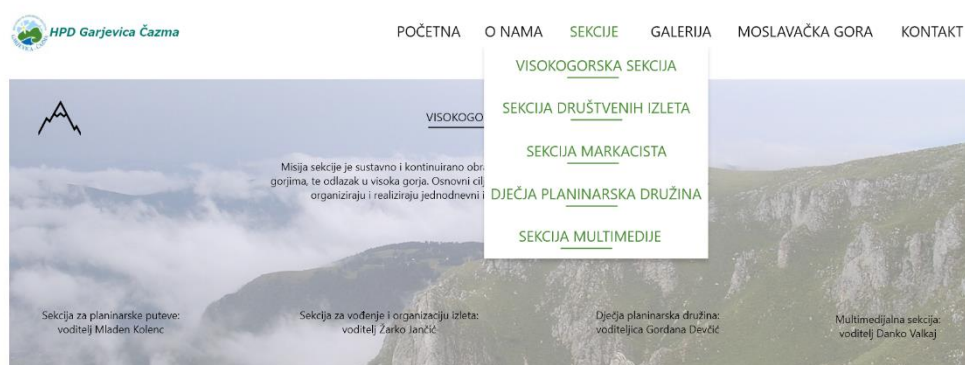 HPD Garjevica Čazma
POČETNA O NAMA SEKCIJE GALERIJA MOSLAVAČKA GORA KONTAKT
VISOKOGORSKA SEKCIJA
SEKCIJA DRUŠTVENIH IZLETA
SEKCIJA MARKACISTA
DJEČJA PLANINARSKA DRUŽINA
SEKCIJA MULTIMEDIJE
VISOKOGO
Misija sekcije je sustavno i kontinuirano obra
gorjima, te odlazak u visoka gorja. Osnovni cilj
organiziraju i realiziraju jednodnevni i
Sekcija za planinarske puteve:
voditelj Mladen Kolenc
Sekcija za vođenje i organizaciju izleta:
voditelj Žarko Jančić
Dječja planinarska družina:
voditeljica Gordana Devčić
Multimedijalna sekcija:
voditelj Danko Valkaj